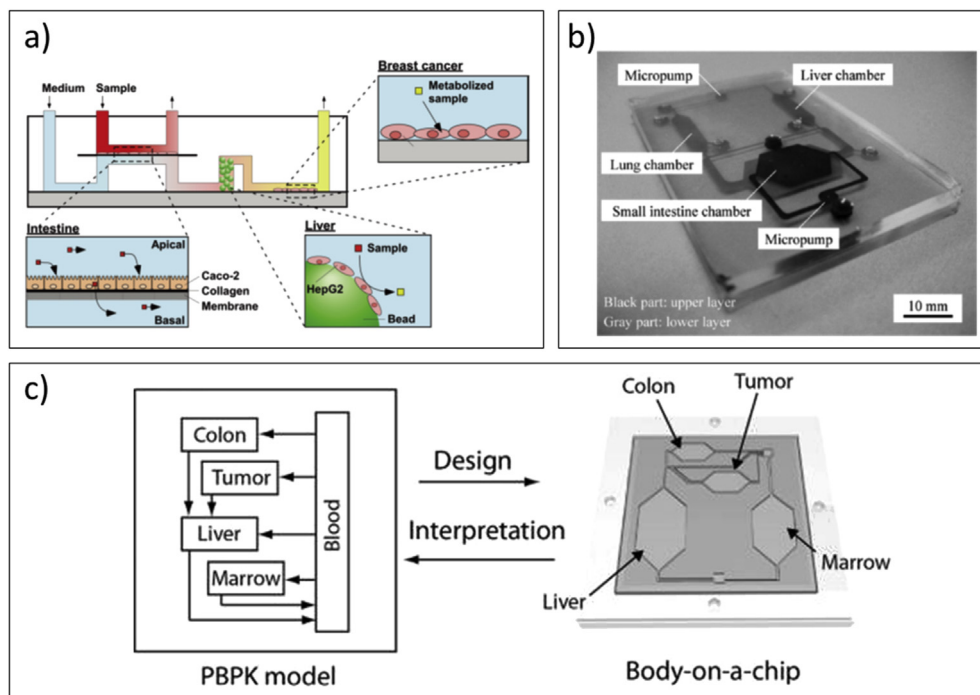 a)
Medium
Sample
Breast cancer
Metabolized
sample
Intestine
Apical
Caco-2
Collagen
Membrane
Basal
Liver
Sample
HepG2
Bead
b)
Micropump
Liver chamber
Lung chamber
Small intestine chamber
Micropump
Black part: upper layer
Gray part: lower layer
10 mm
c)
Colon
Tumor
Liver
Marrow
Blood
PBPK model
Design
Interpretation
Colon
Tumor
Marrow
Liver
Body-on-a-chip